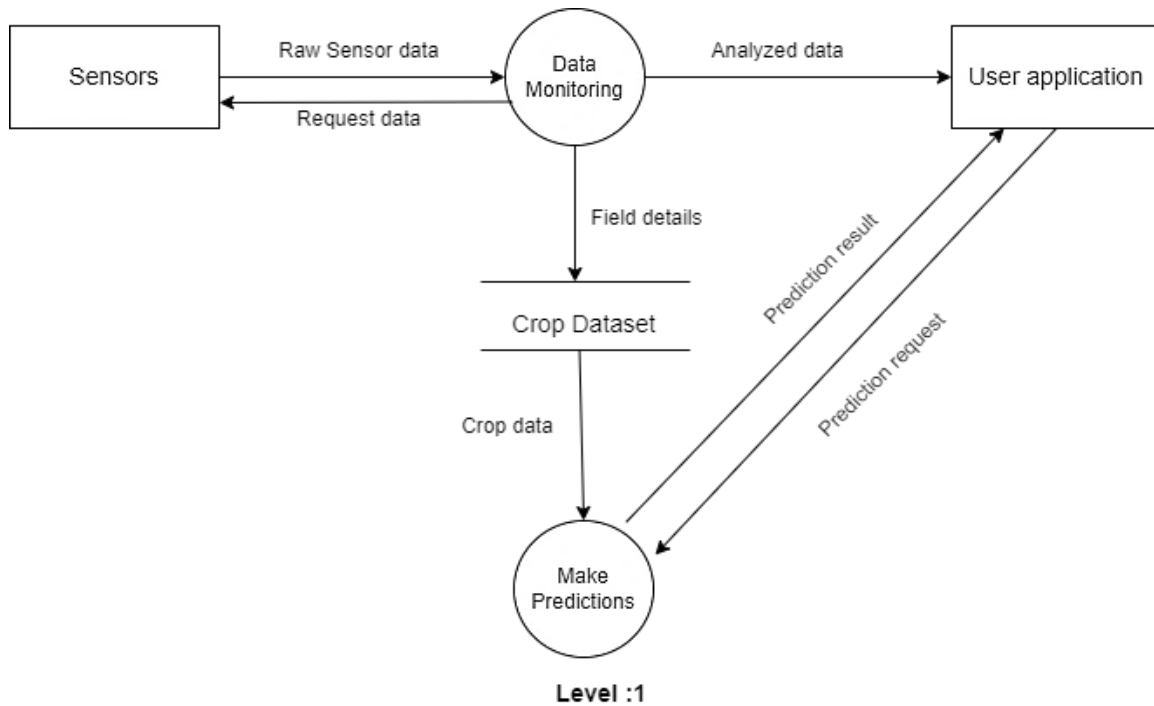 Sensors
Raw Sensor data
Request data
Data
Monitoring
Analyzed data
User application
Field details
Crop Dataset
Crop data
Prediction result
Prediction request
Make
Predictions
Level :1